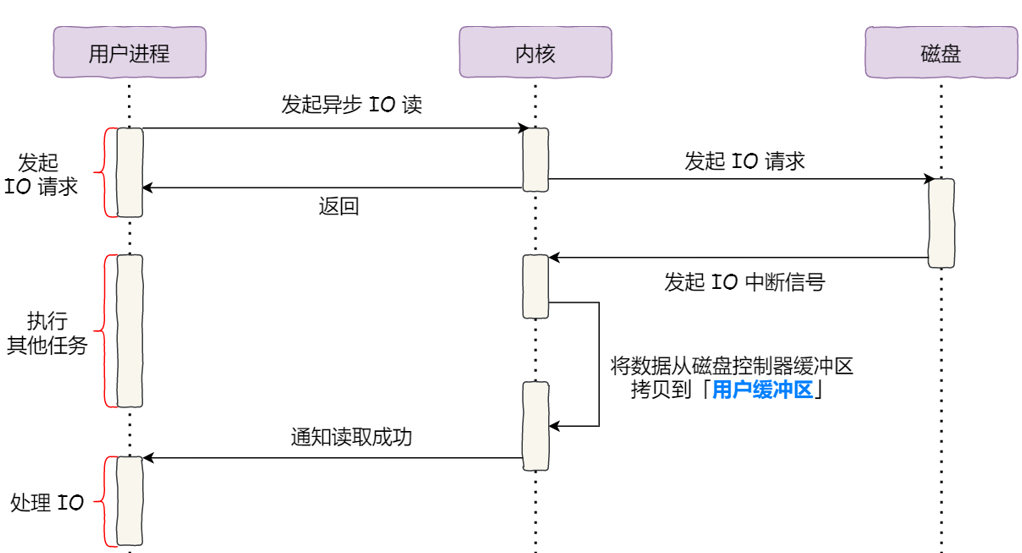 用户进程
内核
磁盘
发起异步 IO 读
发起
IO 请求
发起 IO 请求
返回
发起 IO 中断信号
执行
其他任务
将数据从磁盘控制器缓冲区
拷贝到「用户缓冲区」
通知读取成功
处理 IO